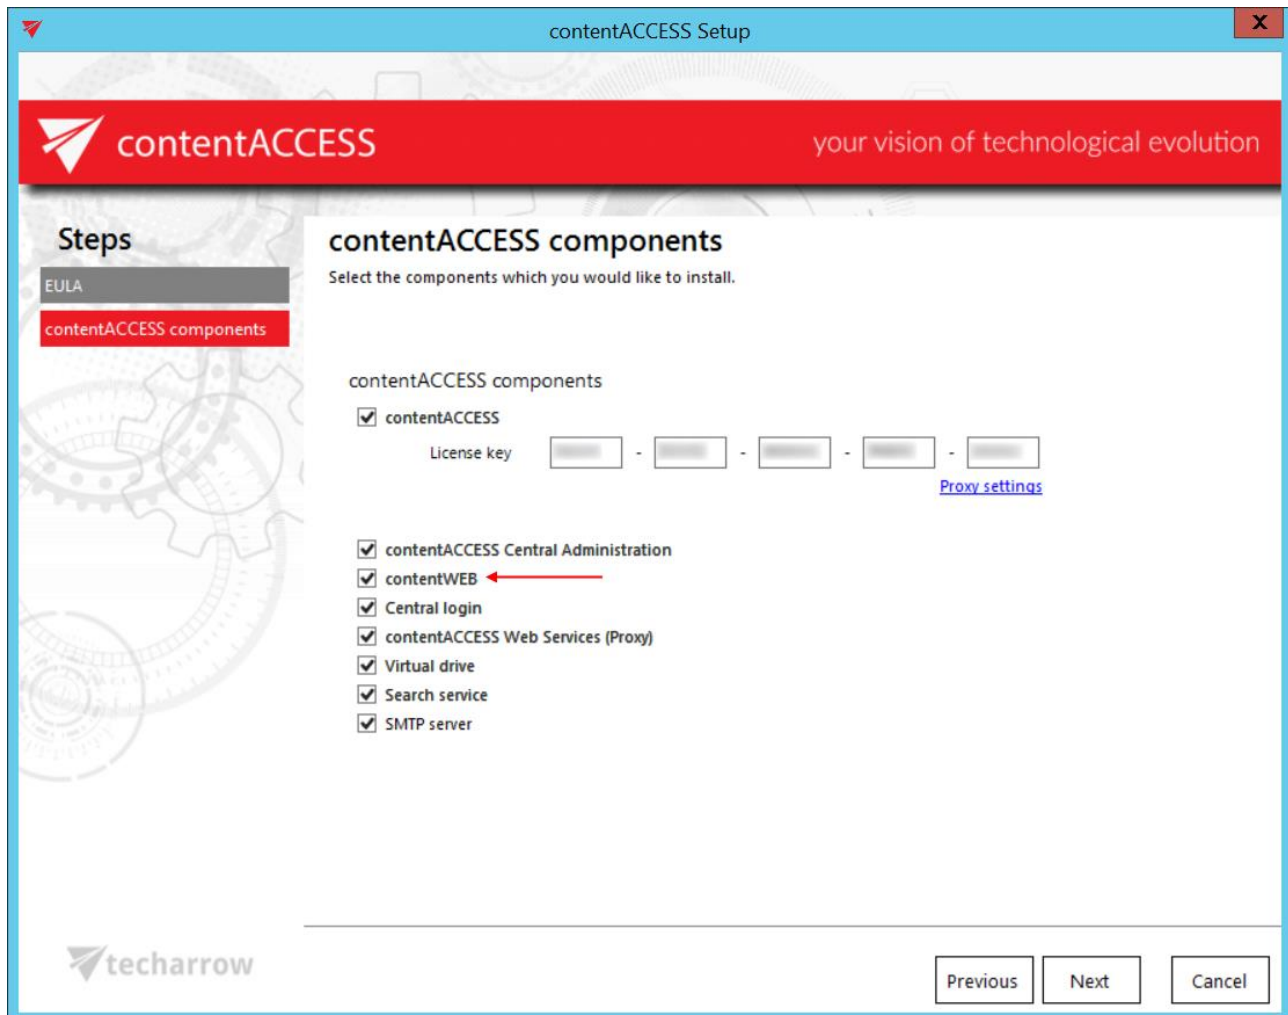 contentACCESS Setup
X
contentACCESS
your vision of technological evolution
Steps
EULA
contentACCESS components
contentACCESS components
Select the components which you would like to install.
contentACCESS components
contentACCESS
License key - - - -
Proxy settings
contentACCESS Central Administration
contentWEB
Central login
contentACCESS Web Services (Proxy)
Virtual drive
Search service
SMTP server
techarrow
Previous Next Cancel